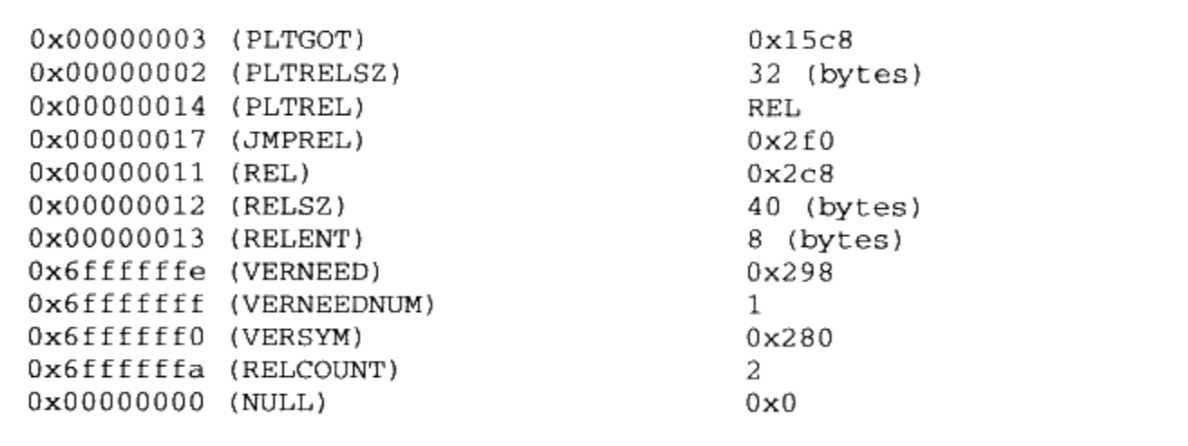 0x00000003 (PLTGOT) 0x15c8
0x00000002 (PLTRELSZ) 32 (bytes)
0x00000014 (PLTREL) REL
0x00000017 (JMPREL) 0x2f0
0x00000011 (REL) 0x2c8
0x00000012 (RELSZ) 40 (bytes)
0x00000013 (RELENT) 8 (bytes)
0x6ffffffe (VERNEED) 0x298
0x6fffffff (VERNEEDNUM) 1
0x6ffffff0 (VERSYM) 0x280
0x6ffffffa (RELCOUNT) 2
0x00000000 (NULL) 0x0